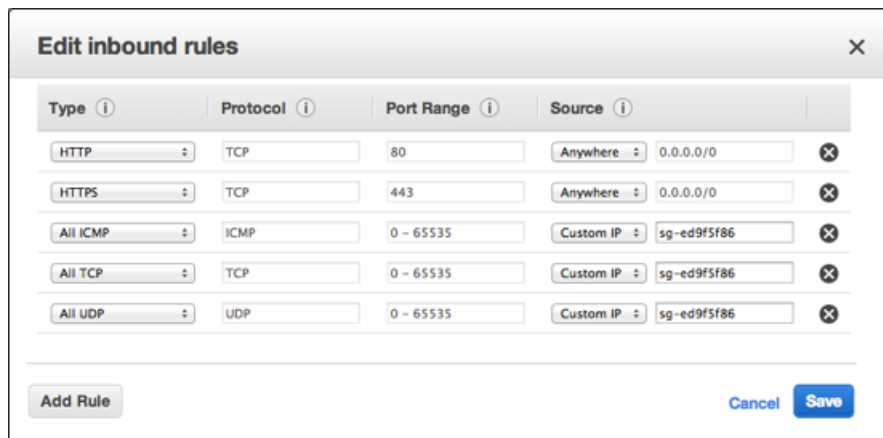 Edit inbound rules
Type Protocol Port Range Source
HTTP TCP 80 Anywhere 0.0.0.0/0
HTTPS TCP 443 Anywhere 0.0.0.0/0
All ICMP ICMP 0 - 65535 Custom IP sg-ed9f5f86
All TCP TCP 0 - 65535 Custom IP sg-ed9f5f86
All UDP UDP 0 - 65535 Custom IP sg-ed9f5f86
Add Rule Cancel Save